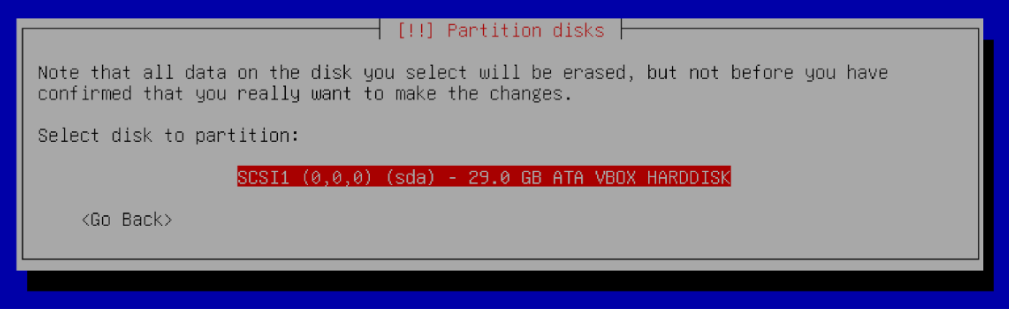 [!!] Partition disks
Note that all data on the disk you select will be erased, but not before you have
confirmed that you really want to make the changes.
Select disk to partition:
SCSI1 (0,0,0) (sda) - 29.0 GB ATA VBOX HARDDISK
<Go Back>